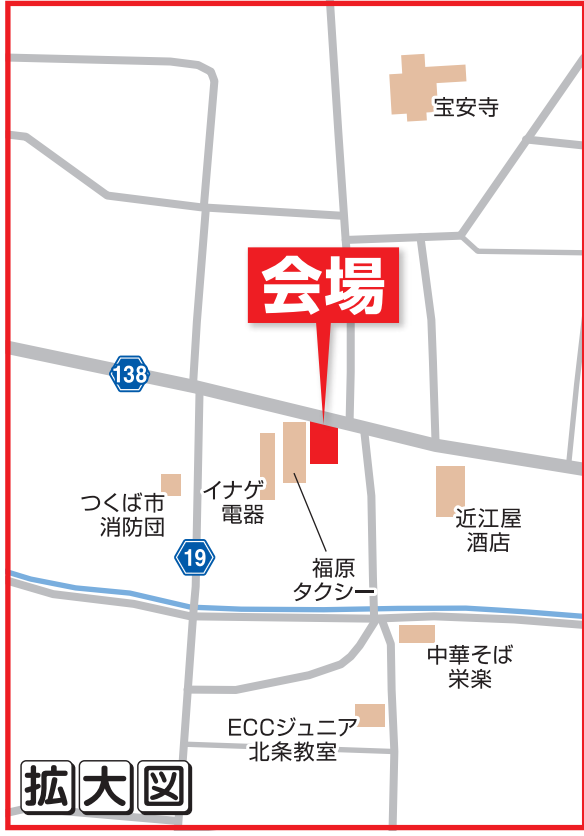 宝安寺
会場
138
つくば市
消防団
イナゲ
電器
19
福原
タクシー
近江屋
酒店
中華そば
栄楽
ECCジュニア
北条教室
拡大図